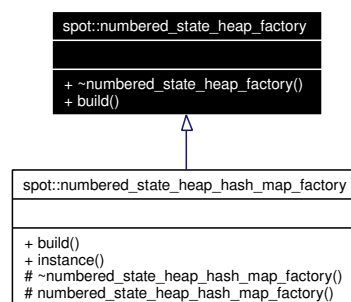 spot::numbered_state_heap_factory
+ ~numbered_state_heap_factory()
+ build()
spot::numbered_state_heap_hash_map_factory
+ build()
+ instance()
# ~numbered_state_heap_hash_map_factory()
# numbered_state_heap_hash_map_factory()